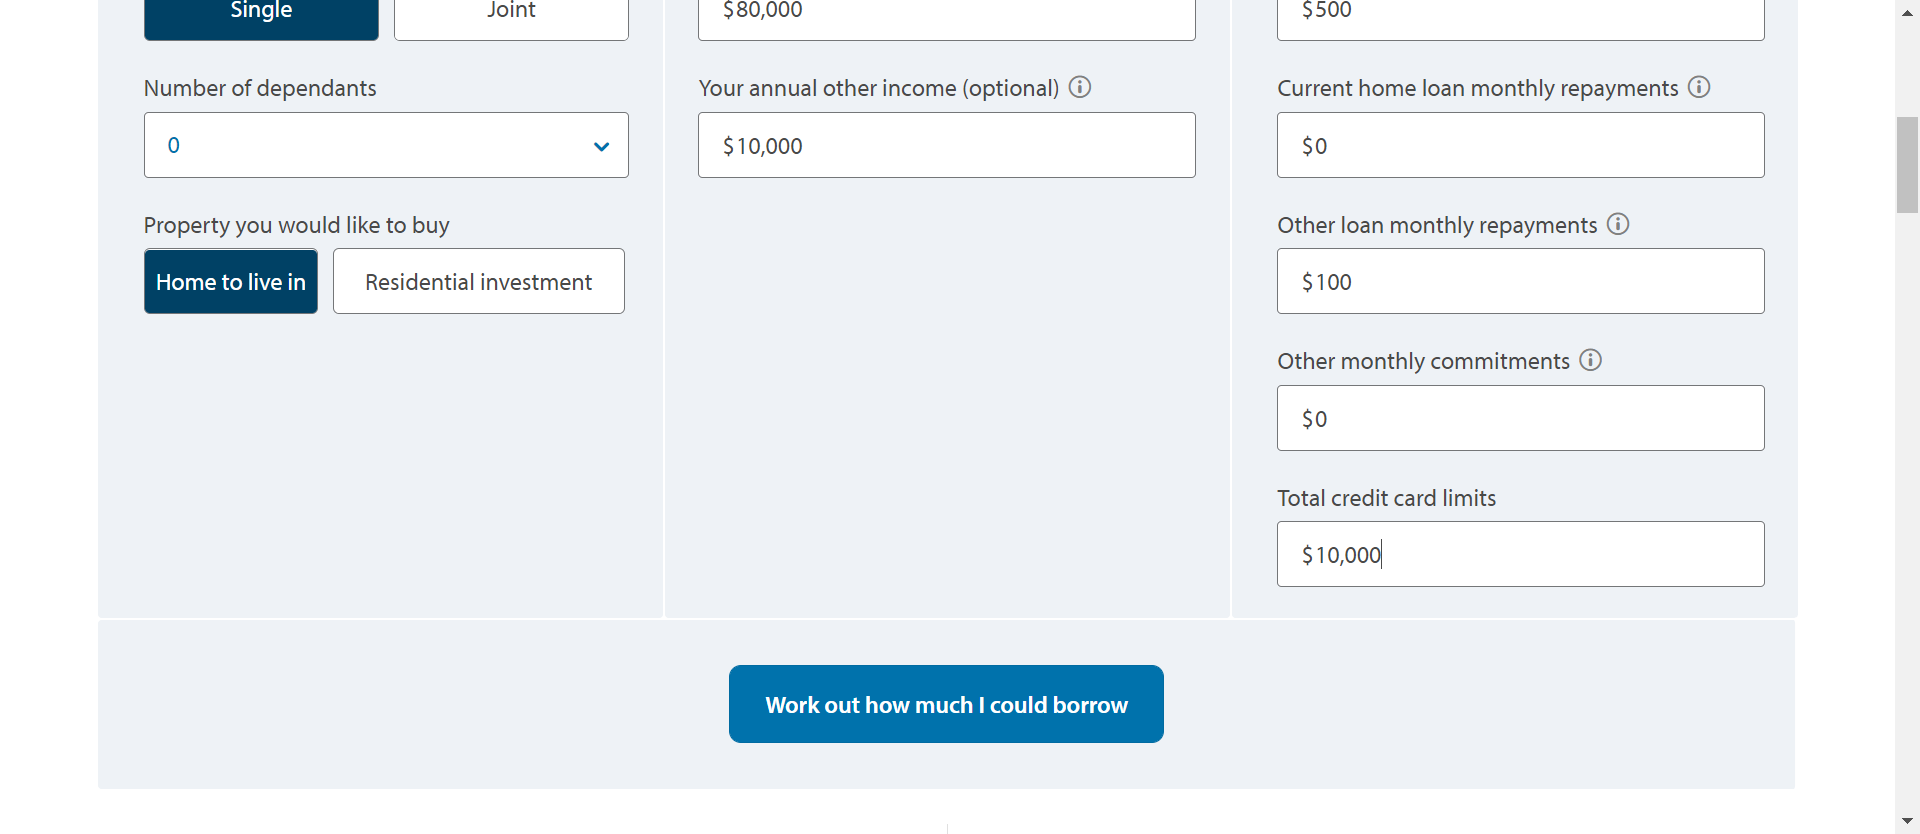 Single
Joint
$80,000
$500
Number of dependants
0
Your annual other income (optional)
$10,000
Current home loan monthly repayments
$0
Property you would like to buy
Home to live in
Residential investment
Other loan monthly repayments
$100
Other monthly commitments
$0
Total credit card limits
$10,000
Work out how much I could borrow